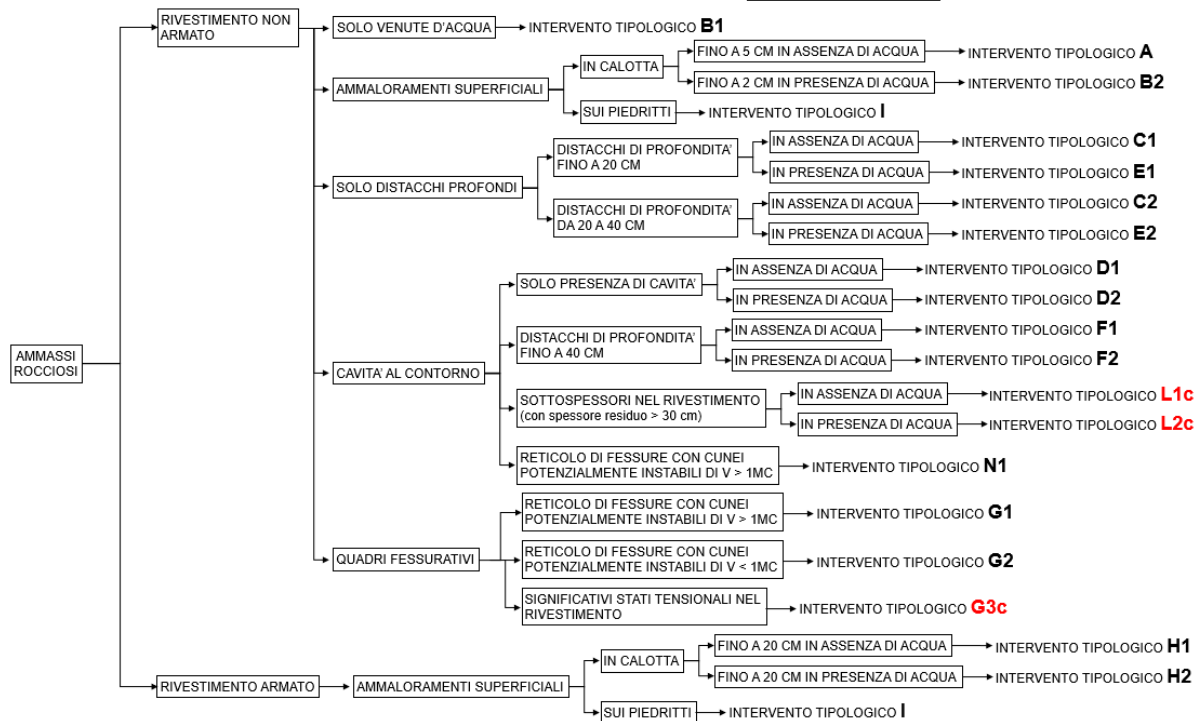 AMMASSI
ROCCIOSI
RIVESTIMENTO NON
ARMATO
SOLO VENUTE D'ACQUA
INTERVENTO TIPOLOGICO B1
AMMALORAMENTI SUPERFICIALI
IN CALOTTA
FINO A 5 CM IN ASSENZA DI ACQUA
INTERVENTO TIPOLOGICO A
FINO A 2 CM IN PRESENZA DI ACQUA
INTERVENTO TIPOLOGICO B2
SUI PIEDRITTI
INTERVENTO TIPOLOGICO I
SOLO DISTACCHI PROFONDI
DISTACCHI DI PROFONDITA'
FINO A 20 CM
IN ASSENZA DI ACQUA
INTERVENTO TIPOLOGICO C1
IN PRESENZA DI ACQUA
INTERVENTO TIPOLOGICO E1
DISTACCHI DI PROFONDITA'
DA 20 A 40 CM
IN ASSENZA DI ACQUA
INTERVENTO TIPOLOGICO C2
IN PRESENZA DI ACQUA
INTERVENTO TIPOLOGICO E2
CAVITA' AL CONTORNO
SOLO PRESENZA DI CAVITA'
IN ASSENZA DI ACQUA
INTERVENTO TIPOLOGICO D1
IN PRESENZA DI ACQUA
INTERVENTO TIPOLOGICO D2
DISTACCHI DI PROFONDITA'
FINO A 40 CM
IN ASSENZA DI ACQUA
INTERVENTO TIPOLOGICO F1
IN PRESENZA DI ACQUA
INTERVENTO TIPOLOGICO F2
SOTTOSPESSORI NEL RIVESTIMENTO
(con spessore residuo > 30 cm)
IN ASSENZA DI ACQUA
INTERVENTO TIPOLOGICO L1c
IN PRESENZA DI ACQUA
INTERVENTO TIPOLOGICO L2c
RETICOLO DI FESSURE CON CUNEI
POTENZIALMENTE INSTABILI DI V > 1MC
INTERVENTO TIPOLOGICO N1
QUADRI FESSURATIVI
RETICOLO DI FESSURE CON CUNEI
POTENZIALMENTE INSTABILI DI V > 1MC
INTERVENTO TIPOLOGICO G1
RETICOLO DI FESSURE CON CUNEI
POTENZIALMENTE INSTABILI DI V < 1MC
INTERVENTO TIPOLOGICO G2
SIGNIFICATIVI STATI TENSIONALI NEL
RIVESTIMENTO
INTERVENTO TIPOLOGICO G3c
RIVESTIMENTO ARMATO
AMMALORAMENTI SUPERFICIALI
IN CALOTTA
FINO A 20 CM IN ASSENZA DI ACQUA
INTERVENTO TIPOLOGICO H1
FINO A 20 CM IN PRESENZA DI ACQUA
INTERVENTO TIPOLOGICO H2
SUI PIEDRITTI
INTERVENTO TIPOLOGICO I